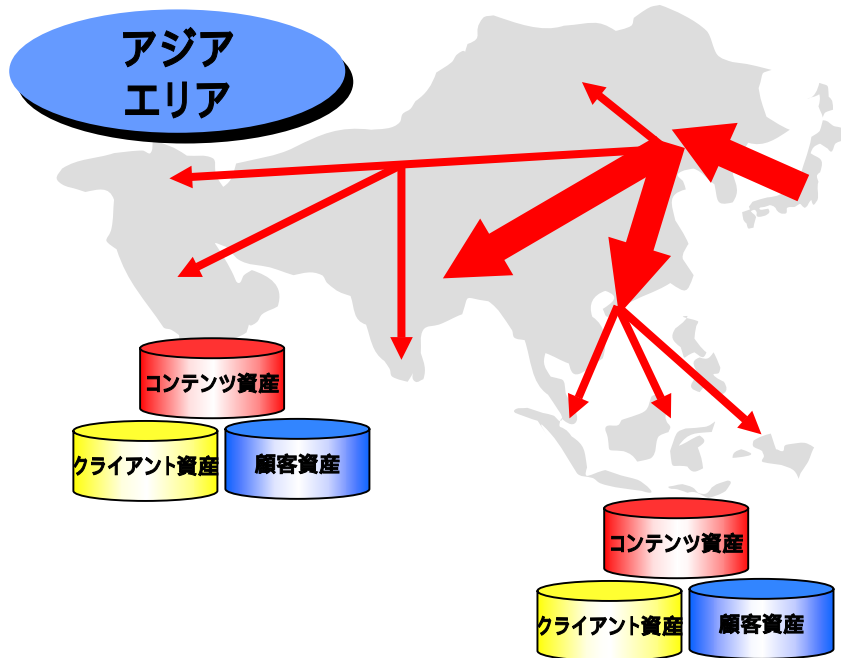 アジア
エリア
コンテンツ資産
クライアント資産
顧客資産
コンテンツ資産
クライアント資産
顧客資産